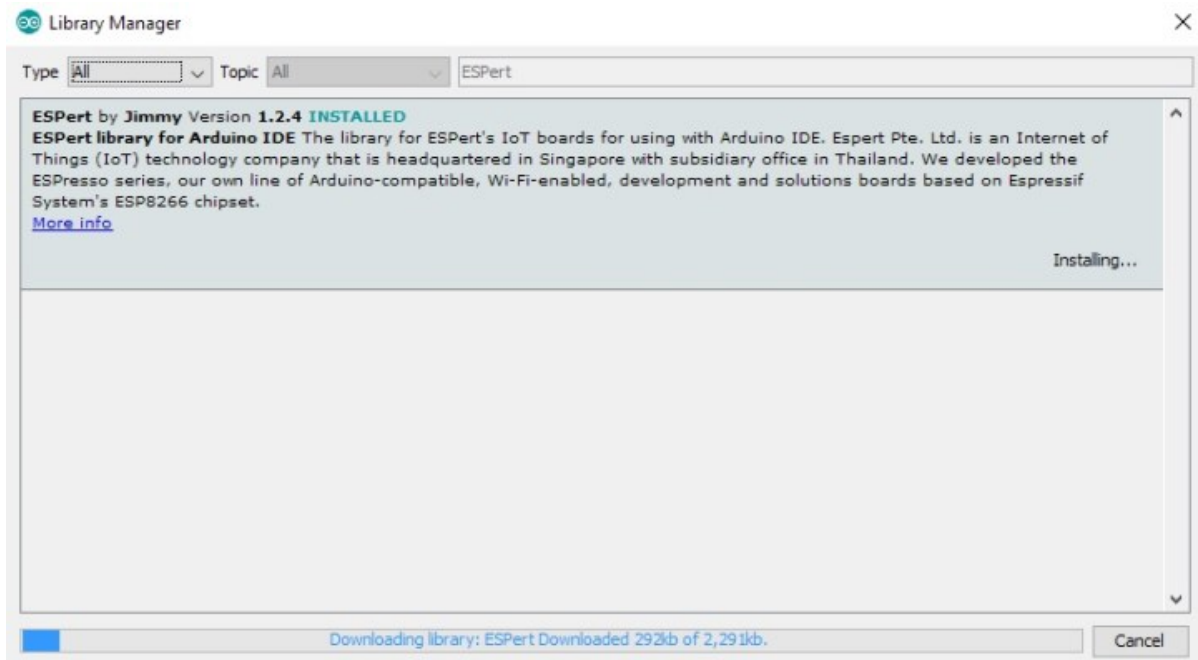 Library Manager
Type All Topic All ESPert
ESPert by Jimmy Version 1.2.4 INSTALLED
ESPert library for Arduino IDE The library for ESPert's IoT boards for using with Arduino IDE. Espert Pte. Ltd. is an Internet of
Things (IoT) technology company that is headquartered in Singapore with subsidiary office in Thailand. We developed the
ESPresso series, our own line of Arduino-compatible, Wi-Fi-enabled, development and solutions boards based on Espressif
System's ESP8266 chipset.
More info
Installing...
Downloading library: ESPert Downloaded 292kb of 2,291kb.
Cancel